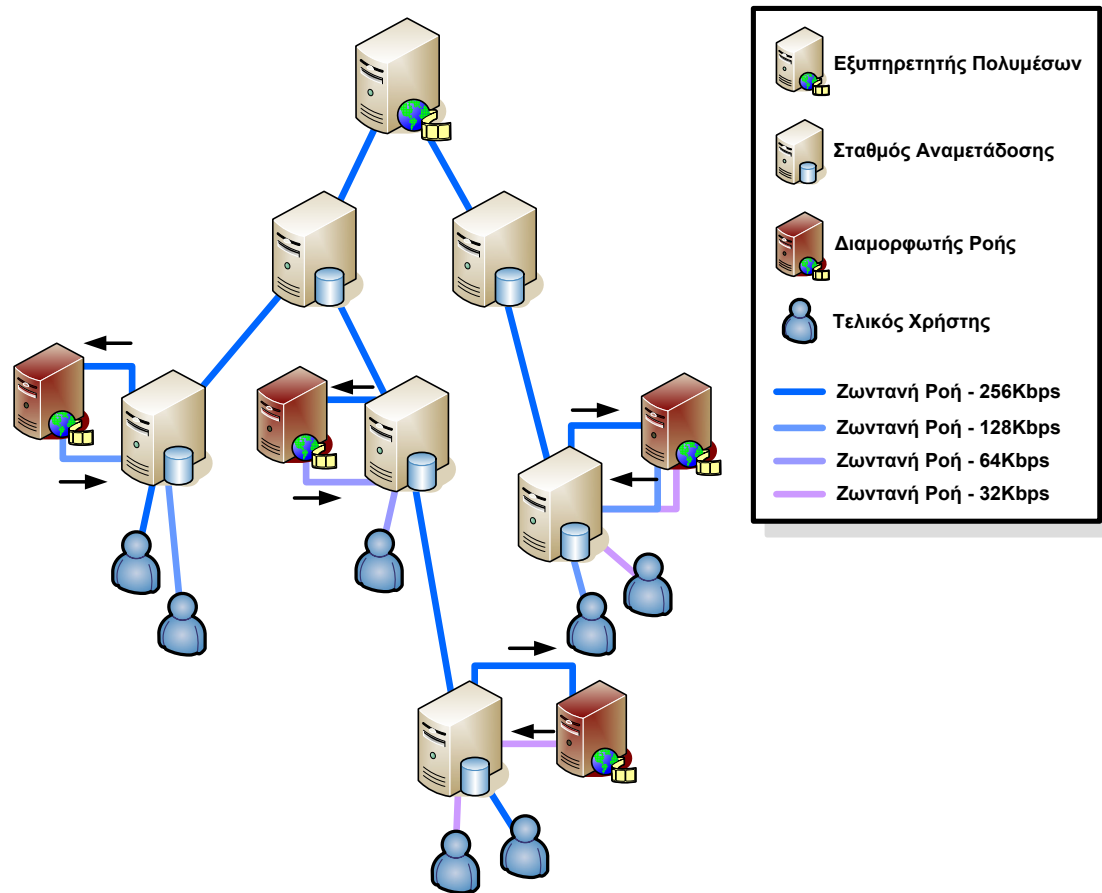 Εξυπηρετητής Πολυμέσων
Σταθμός Αναμετάδοσης
Διαμορφωτής Ροής
Τελικός Χρήστης
Ζωντανή Ροή - 256Kbps
Ζωντανή Ροή - 128Kbps
Ζωντανή Ροή - 64Kbps
Ζωντανή Ροή - 32Kbps